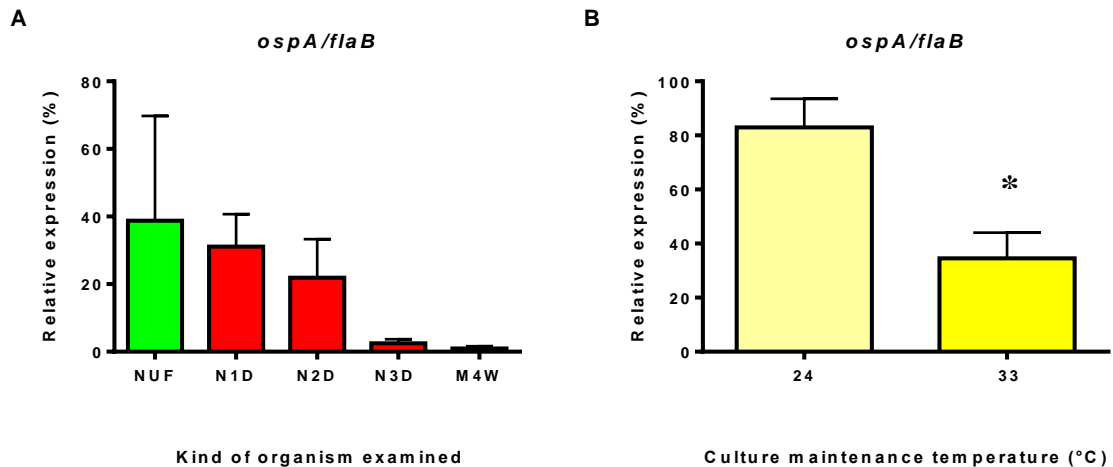 A
ospA/flaB
Relative expression (%)
80
60
40
20
0
NUF N1D N2D N3D M4W
Kind of organism examined
B
ospA/flaB
Relative expression (%)
100
80
60
40
20
0
*
24 33
Culture maintenance temperature (°C)